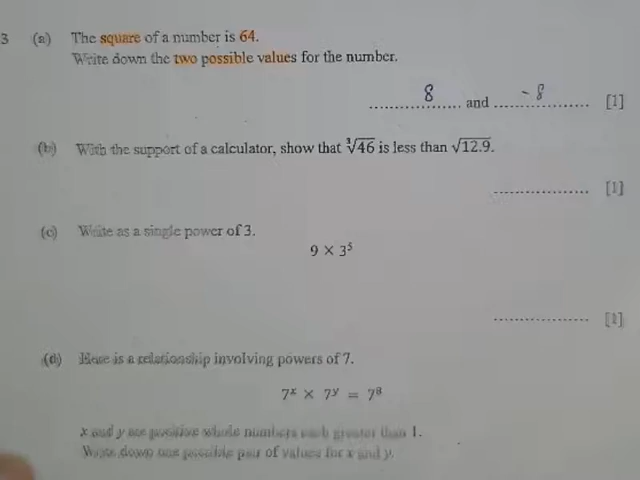 3 (a) The square of a number is 64.
Write down the two possible values for the number.
8 and -8 [1]
(b) With the support of a calculator, show that ∛46 is less than √12.9.
[1]
(c) Write as a single power of 3.
9 × 3⁵
[1]
(d) Here is a relationship involving powers of 7.
7ˣ × 7ʸ = 7⁸
x and y are positive whole numbers each greater than 1.
Write down one possible pair of values for x and y.